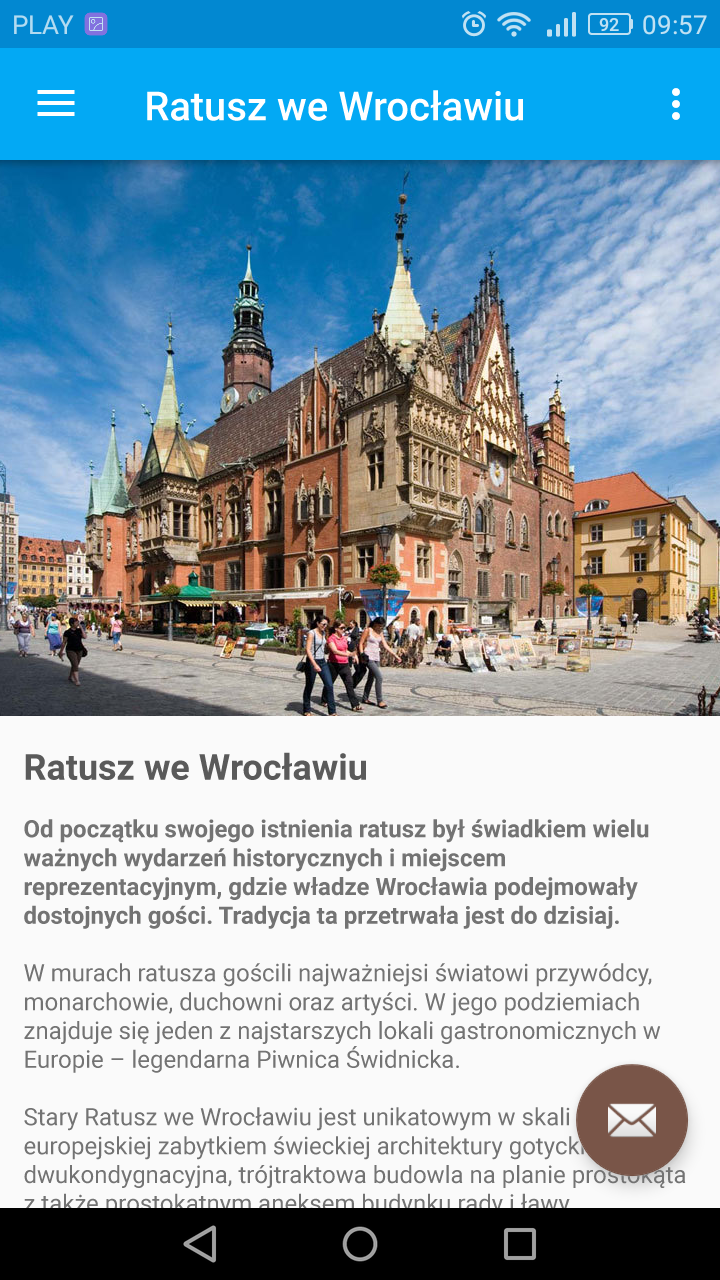 PLAY
92
09:57
Ratusz we Wrocławiu
Ratusz we Wrocławiu
Od początku swojego istnienia ratusz był świadkiem wielu
ważnych wydarzeń historycznych i miejscem
reprezentacyjnym, gdzie władze Wrocławia podejmowały
dostojnych gości. Tradycja ta przetrwała jest do dzisiaj.
W murach ratusza gościli najważniejsi światowi przywódcy,
monarchowie, duchowni oraz artyści. W jego podziemiach
znajduje się jeden z najstarszych lokali gastronomicznych w
Europie – legendarna Piwnica Świdnicka.
Stary Ratusz we Wrocławiu jest unikatowym w skali
europejskiej zabytkiem świeckiej architektury
dwukondygnacyjna, trójtraktowa budowla na planie prostokąta
z także prostokątnym aneksem budynku rady i ławy